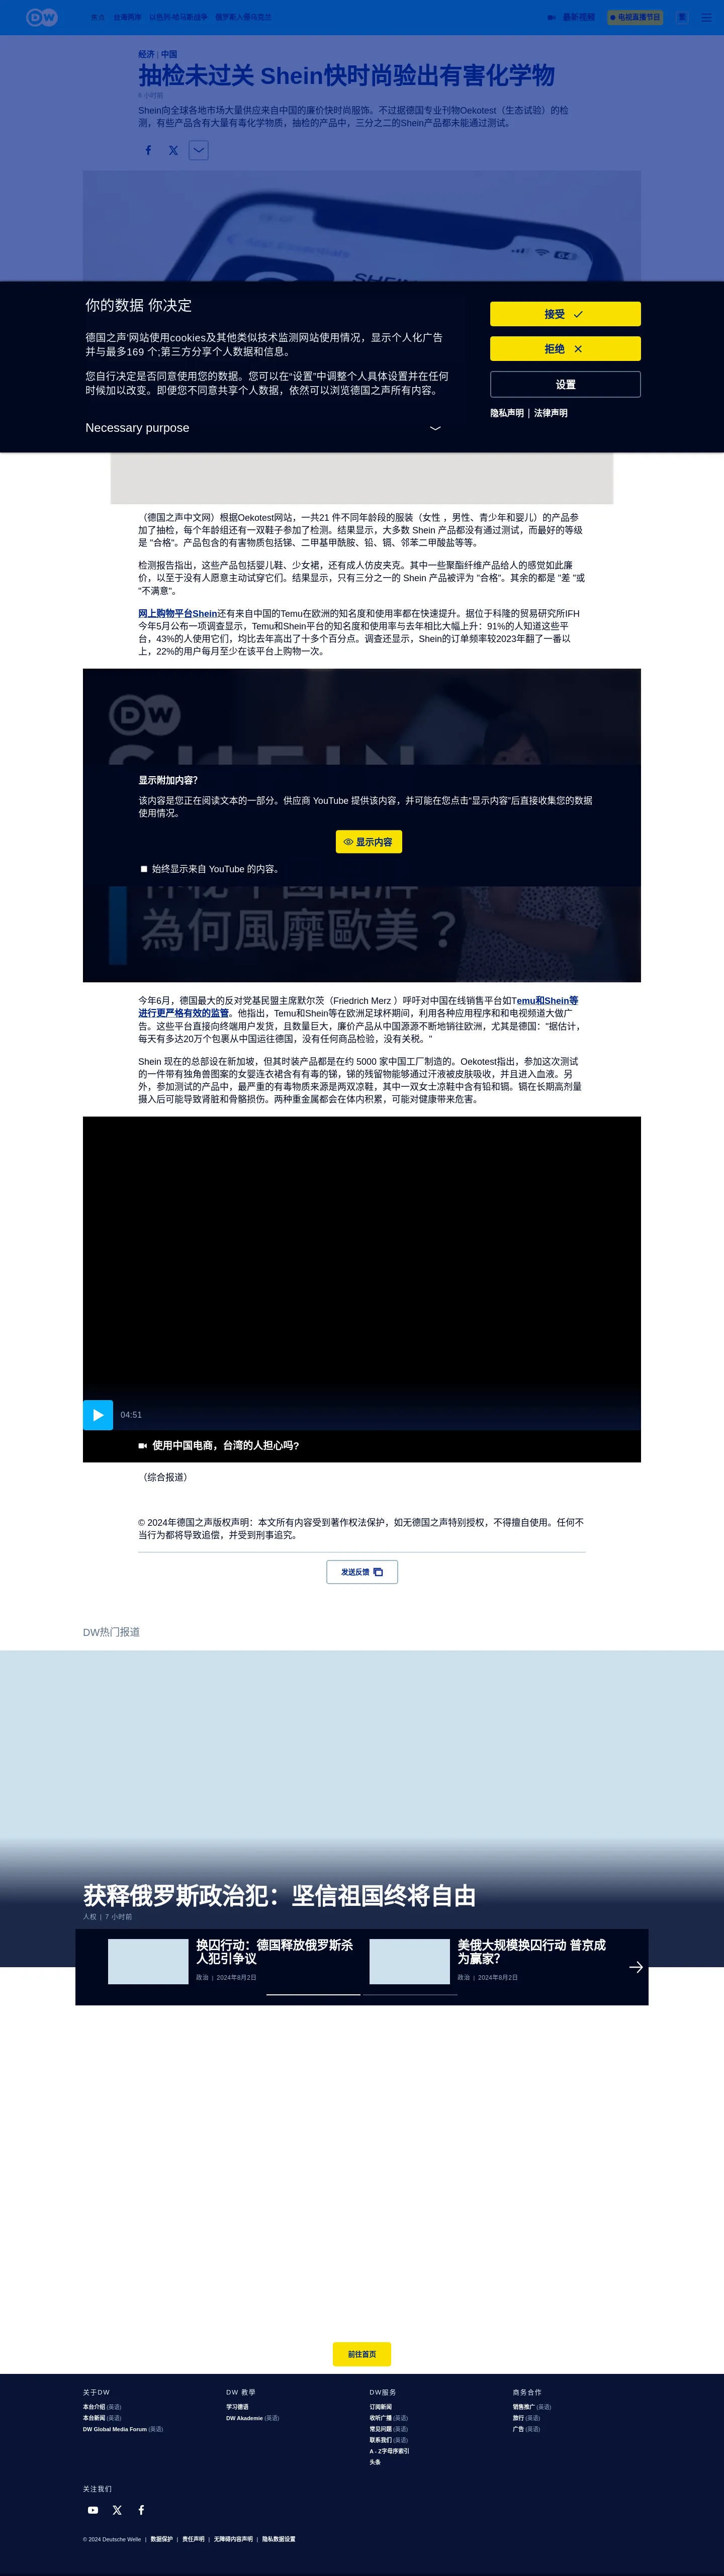 DW
焦点 台海两岸 以色列-哈马斯战争 俄罗斯入侵乌克兰
最新视频
电视直播节目
繁
经济 | 中国
抽检未过关 Shein快时尚验出有害化学物
8 小时前
Shein向全球各地市场大量供应来自中国的廉价快时尚服饰。不过据德国专业刊物Oekotest（生态试验）的检
测，有些产品含有大量有毒化学物质，抽检的产品中，三分之二的Shein产品都未能通过测试。
App Essentials
64
SHEIN
你的数据 你决定
德国之声'网站使用cookies及其他类似技术监测网站使用情况，显示个人化广告
并与最多169 个;第三方分享个人数据和信息。
您自行决定是否同意使用您的数据。您可以在"设置"中调整个人具体设置并在任何
时候加以改变。即便您不同意共享个人数据，依然可以浏览德国之声所有内容。
Necessary purpose
接受
拒绝
设置
隐私声明 | 法律声明
（德国之声中文网）根据Oekotest网站，一共21 件不同年龄段的服装（女性 ，男性、青少年和婴儿）的产品参
加了抽检，每个年龄组还有一双鞋子参加了检测。结果显示，大多数 Shein 产品都没有通过测试，而最好的等级
是 "合格"。产品包含的有害物质包括锑、二甲基甲酰胺、铅、镉、邻苯二甲酸盐等等。
检测报告指出，这些产品包括婴儿鞋、少女裙，还有成人仿皮夹克。其中一些聚酯纤维产品给人的感觉如此廉
价，以至于没有人愿意主动试穿它们。结果显示，只有三分之一的 Shein 产品被评为 "合格"。其余的都是 "差 "或
"不满意"。
网上购物平台Shein还有来自中国的Temu在欧洲的知名度和使用率都在快速提升。据位于科隆的贸易研究所IFH
今年5月公布一项调查显示，Temu和Shein平台的知名度和使用率与去年相比大幅上升：91%的人知道这些平
台，43%的人使用它们，均比去年高出了十多个百分点。调查还显示，Shein的订单频率较2023年翻了一番以
上，22%的用户每月至少在该平台上购物一次。
DW
SHEIN
显示附加内容？
该内容是您正在阅读文本的一部分。供应商 YouTube 提供该内容，并可能在您点击"显示内容"后直接收集您的数据
使用情况。
显示内容
始终显示来自 YouTube 的内容。
為何風靡歐美？
今年6月，德国最大的反对党基民盟主席默尔茨（Friedrich Merz ）呼吁对中国在线销售平台如Temu和Shein等
进行更严格有效的监管。他指出，Temu和Shein等在欧洲足球杯期间，利用各种应用程序和和电视频道大做广
告。这些平台直接向终端用户发货，且数量巨大，廉价产品从中国源源不断地销往欧洲，尤其是德国："据估计，
每天有多达20万个包裹从中国运往德国，没有任何商品检验，没有关税。"
Shein 现在的总部设在新加坡，但其时装产品都是在约 5000 家中国工厂制造的。Oekotest指出，参加这次测试
的一件带有独角兽图案的女婴连衣裙含有有毒的锑，锑的残留物能够通过汗液被皮肤吸收，并且进入血液。另
外，参加测试的产品中，最严重的有毒物质来源是两双凉鞋，其中一双女士凉鞋中含有铅和镉。镉在长期高剂量
摄入后可能导致肾脏和骨骼损伤。两种重金属都会在体内积累，可能对健康带来危害。
04:51
使用中国电商，台湾的人担心吗?
（综合报道）
© 2024年德国之声版权声明：本文所有内容受到著作权法保护，如无德国之声特别授权，不得擅自使用。任何不
当行为都将导致追偿，并受到刑事追究。
发送反馈
DW热门报道
获释俄罗斯政治犯：坚信祖国终将自由
人权 | 7 小时前
换囚行动：德国释放俄罗斯杀
人犯引争议
政治 | 2024年8月2日
美俄大规模换囚行动 普京成
为赢家？
政治 | 2024年8月2日
前往首页
关于DW
本台介绍 (英语)
本台新闻 (英语)
DW Global Media Forum (英语)
DW 教學
学习德语
DW Akademie (英语)
DW服务
订阅新闻
收听广播 (英语)
常见问题 (英语)
联系我们 (英语)
A - Z字母序索引
头条
商务合作
销售推广 (英语)
旅行 (英语)
广告 (英语)
关注我们
© 2024 Deutsche Welle | 数据保护 | 责任声明 | 无障碍内容声明 | 隐私数据设置